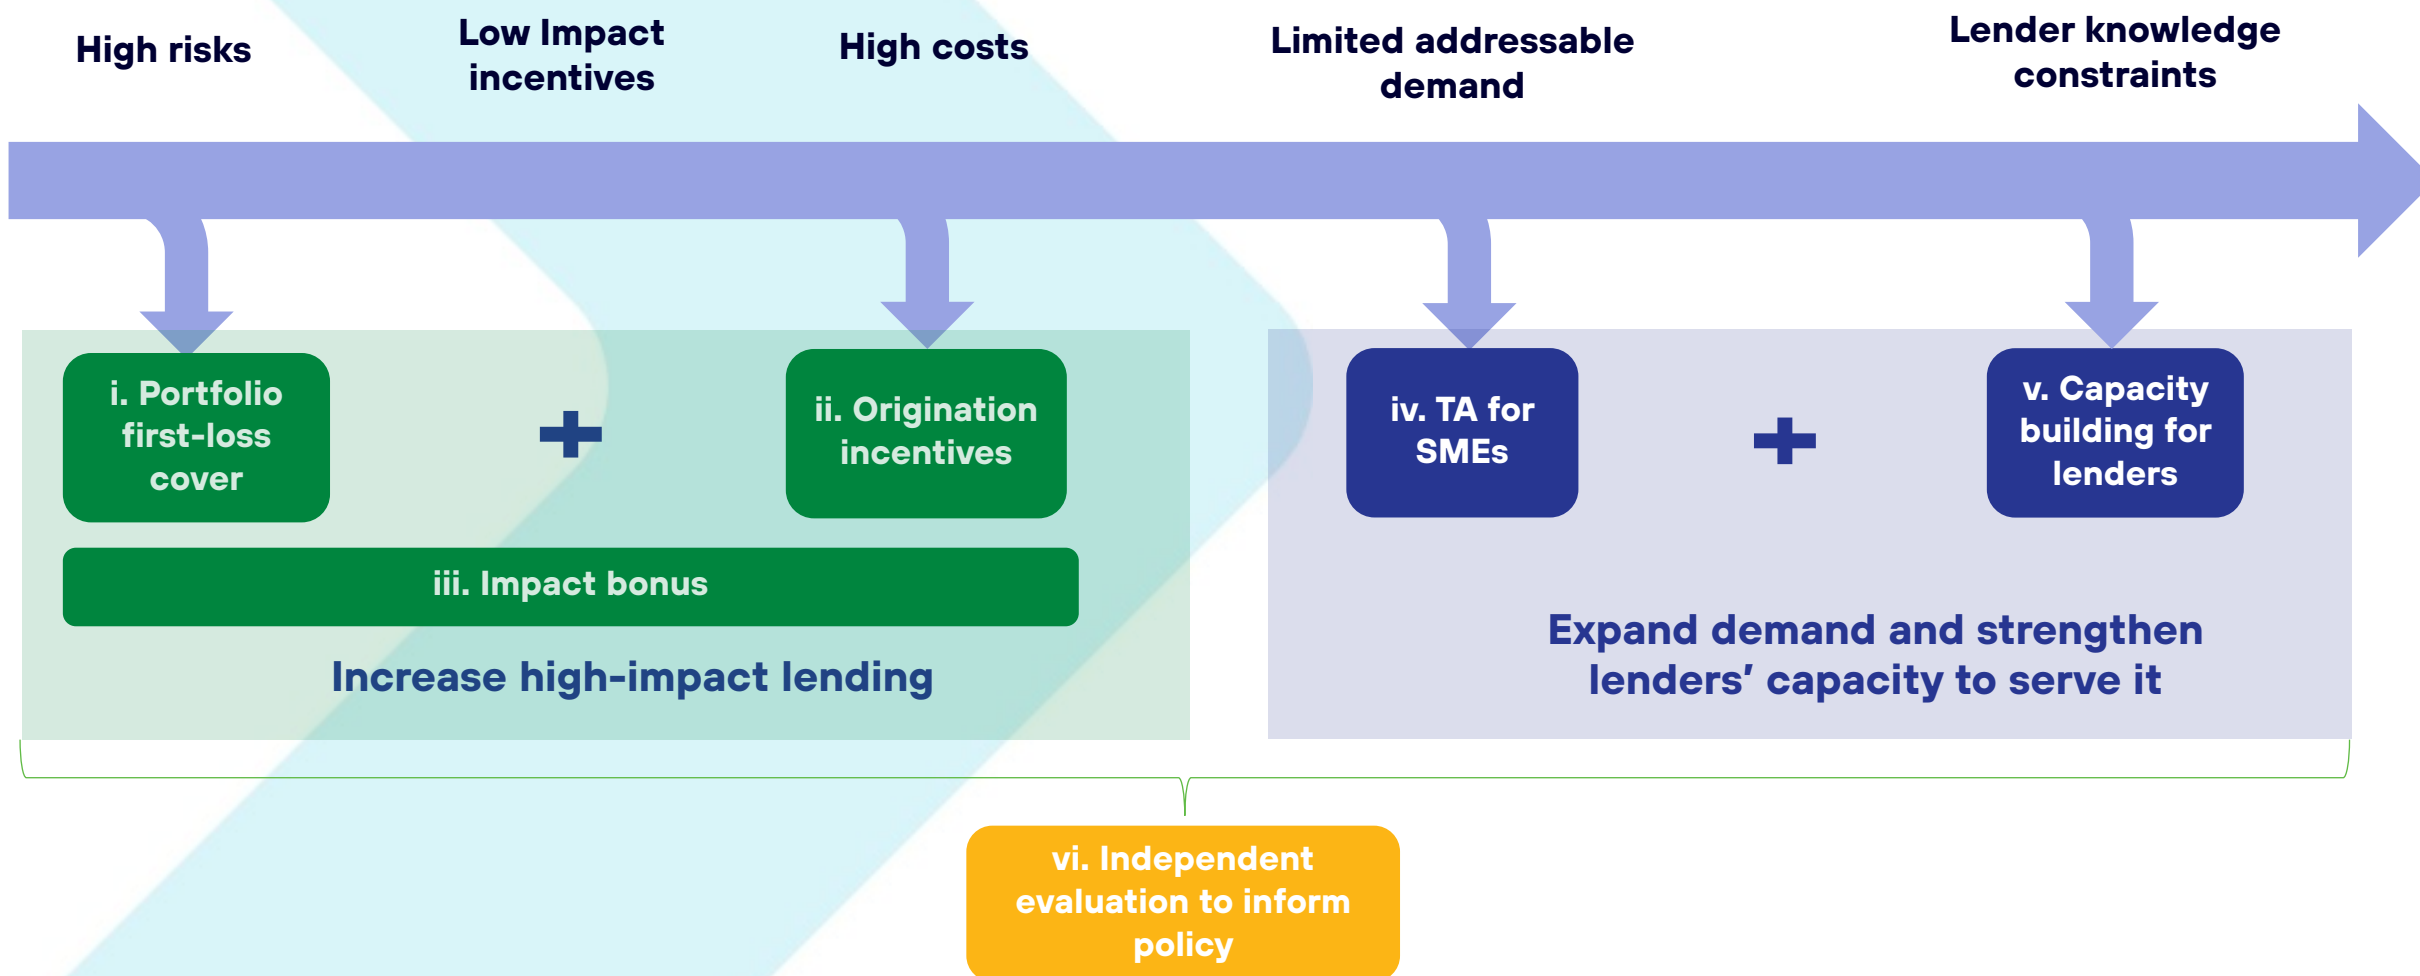 High risks
Low Impact
incentives
High costs
Limited addressable
demand
Lender knowledge
constraints
i. Portfolio
first-loss
cover
ii. Origination
incentives
iii. Impact bonus
Increase high-impact lending
iv. TA for
SMEs
v. Capacity
building for
lenders
Expand demand and strengthen
lenders’ capacity to serve it
vi. Independent
evaluation to inform
policy